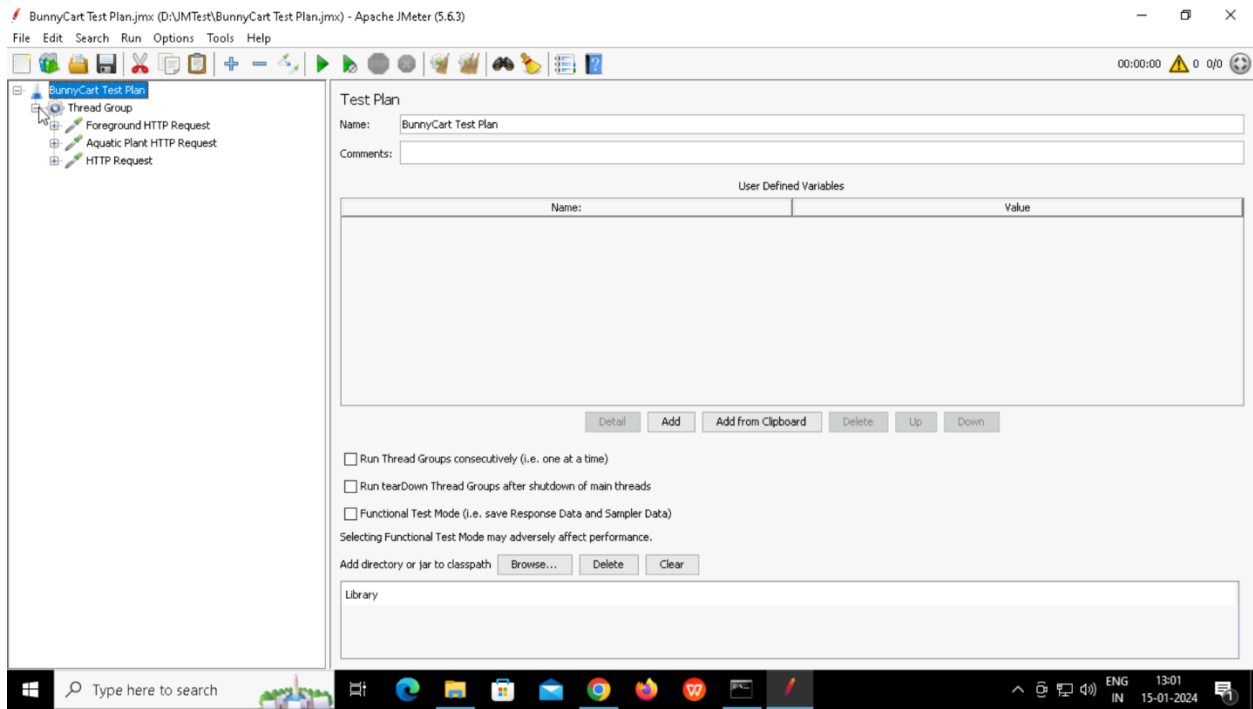 BunnyCart Test Plan.jmx (D:\JMTest\BunnyCart Test Plan.jmx) - Apache JMeter (5.6.3)
File Edit Search Run Options Tools Help
00:00:00 0 0/0
BunnyCart Test Plan
Thread Group
Foreground HTTP Request
Aquatic Plant HTTP Request
HTTP Request
Test Plan
Name: BunnyCart Test Plan
Comments:
User Defined Variables
Name: Value
Detail Add Add from Clipboard Delete Up Down
Run Thread Groups consecutively (i.e. one at a time)
Run tearDown Thread Groups after shutdown of main threads
Functional Test Mode (i.e. save Response Data and Sampler Data)
Selecting Functional Test Mode may adversely affect performance.
Add directory or jar to classpath Browse... Delete Clear
Library
Type here to search
ENG 13:01
IN 15-01-2024
1